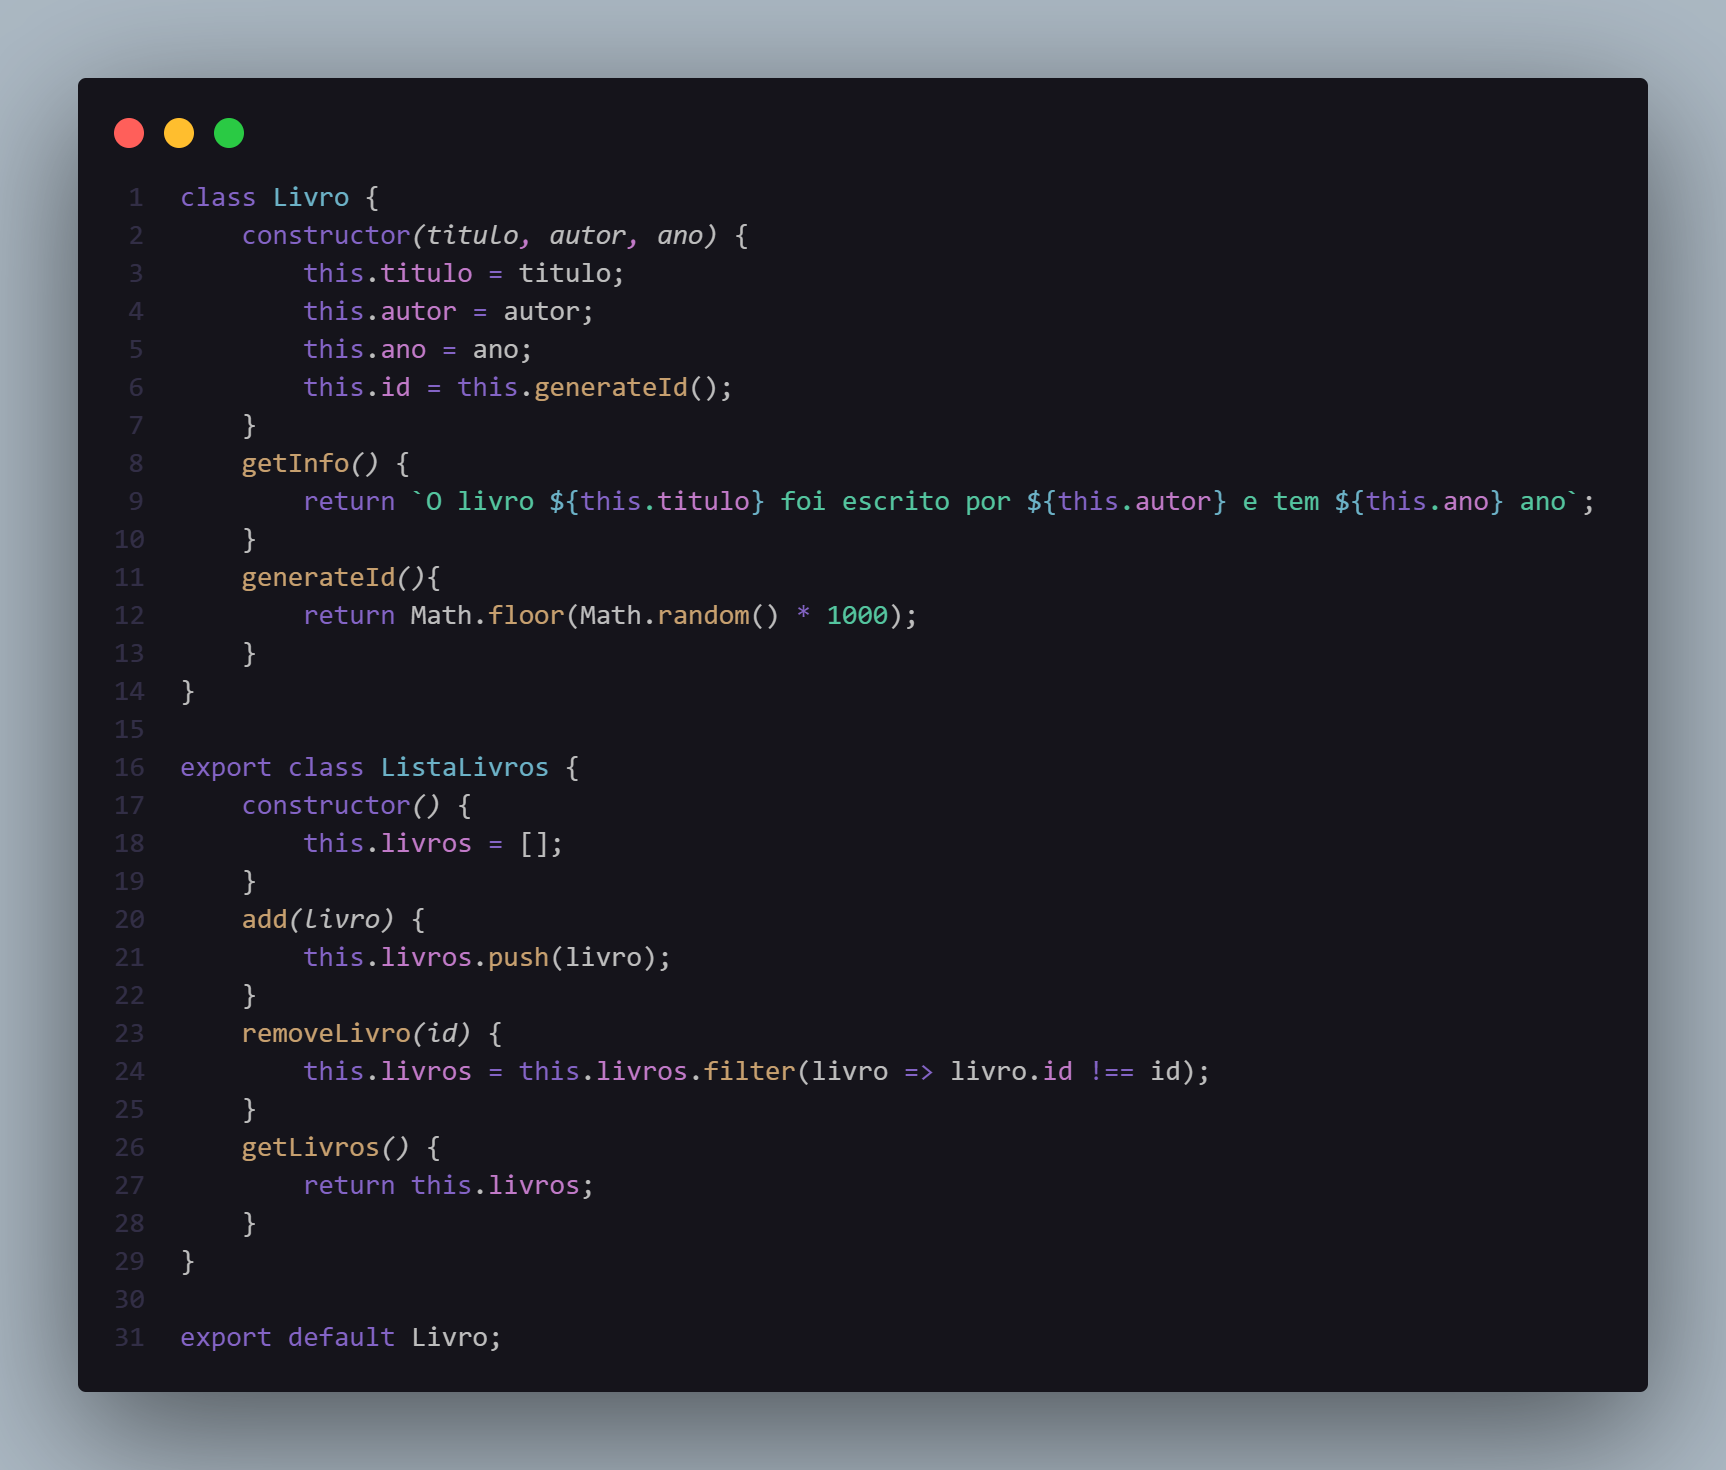 1 class Livro {
2     constructor(titulo, autor, ano) {
3         this.titulo = titulo;
4         this.autor = autor;
5         this.ano = ano;
6         this.id = this.generateId();
7     }
8     getInfo() {
9         return `O livro ${this.titulo} foi escrito por ${this.autor} e tem ${this.ano} ano`;
10     }
11     generateId(){
12         return Math.floor(Math.random() * 1000);
13     }
14 }
15
16 export class ListaLivros {
17     constructor() {
18         this.livros = [];
19     }
20     add(livro) {
21         this.livros.push(livro);
22     }
23     removeLivro(id) {
24         this.livros = this.livros.filter(livro => livro.id !== id);
25     }
26     getLivros() {
27         return this.livros;
28     }
29 }
30
31 export default Livro;